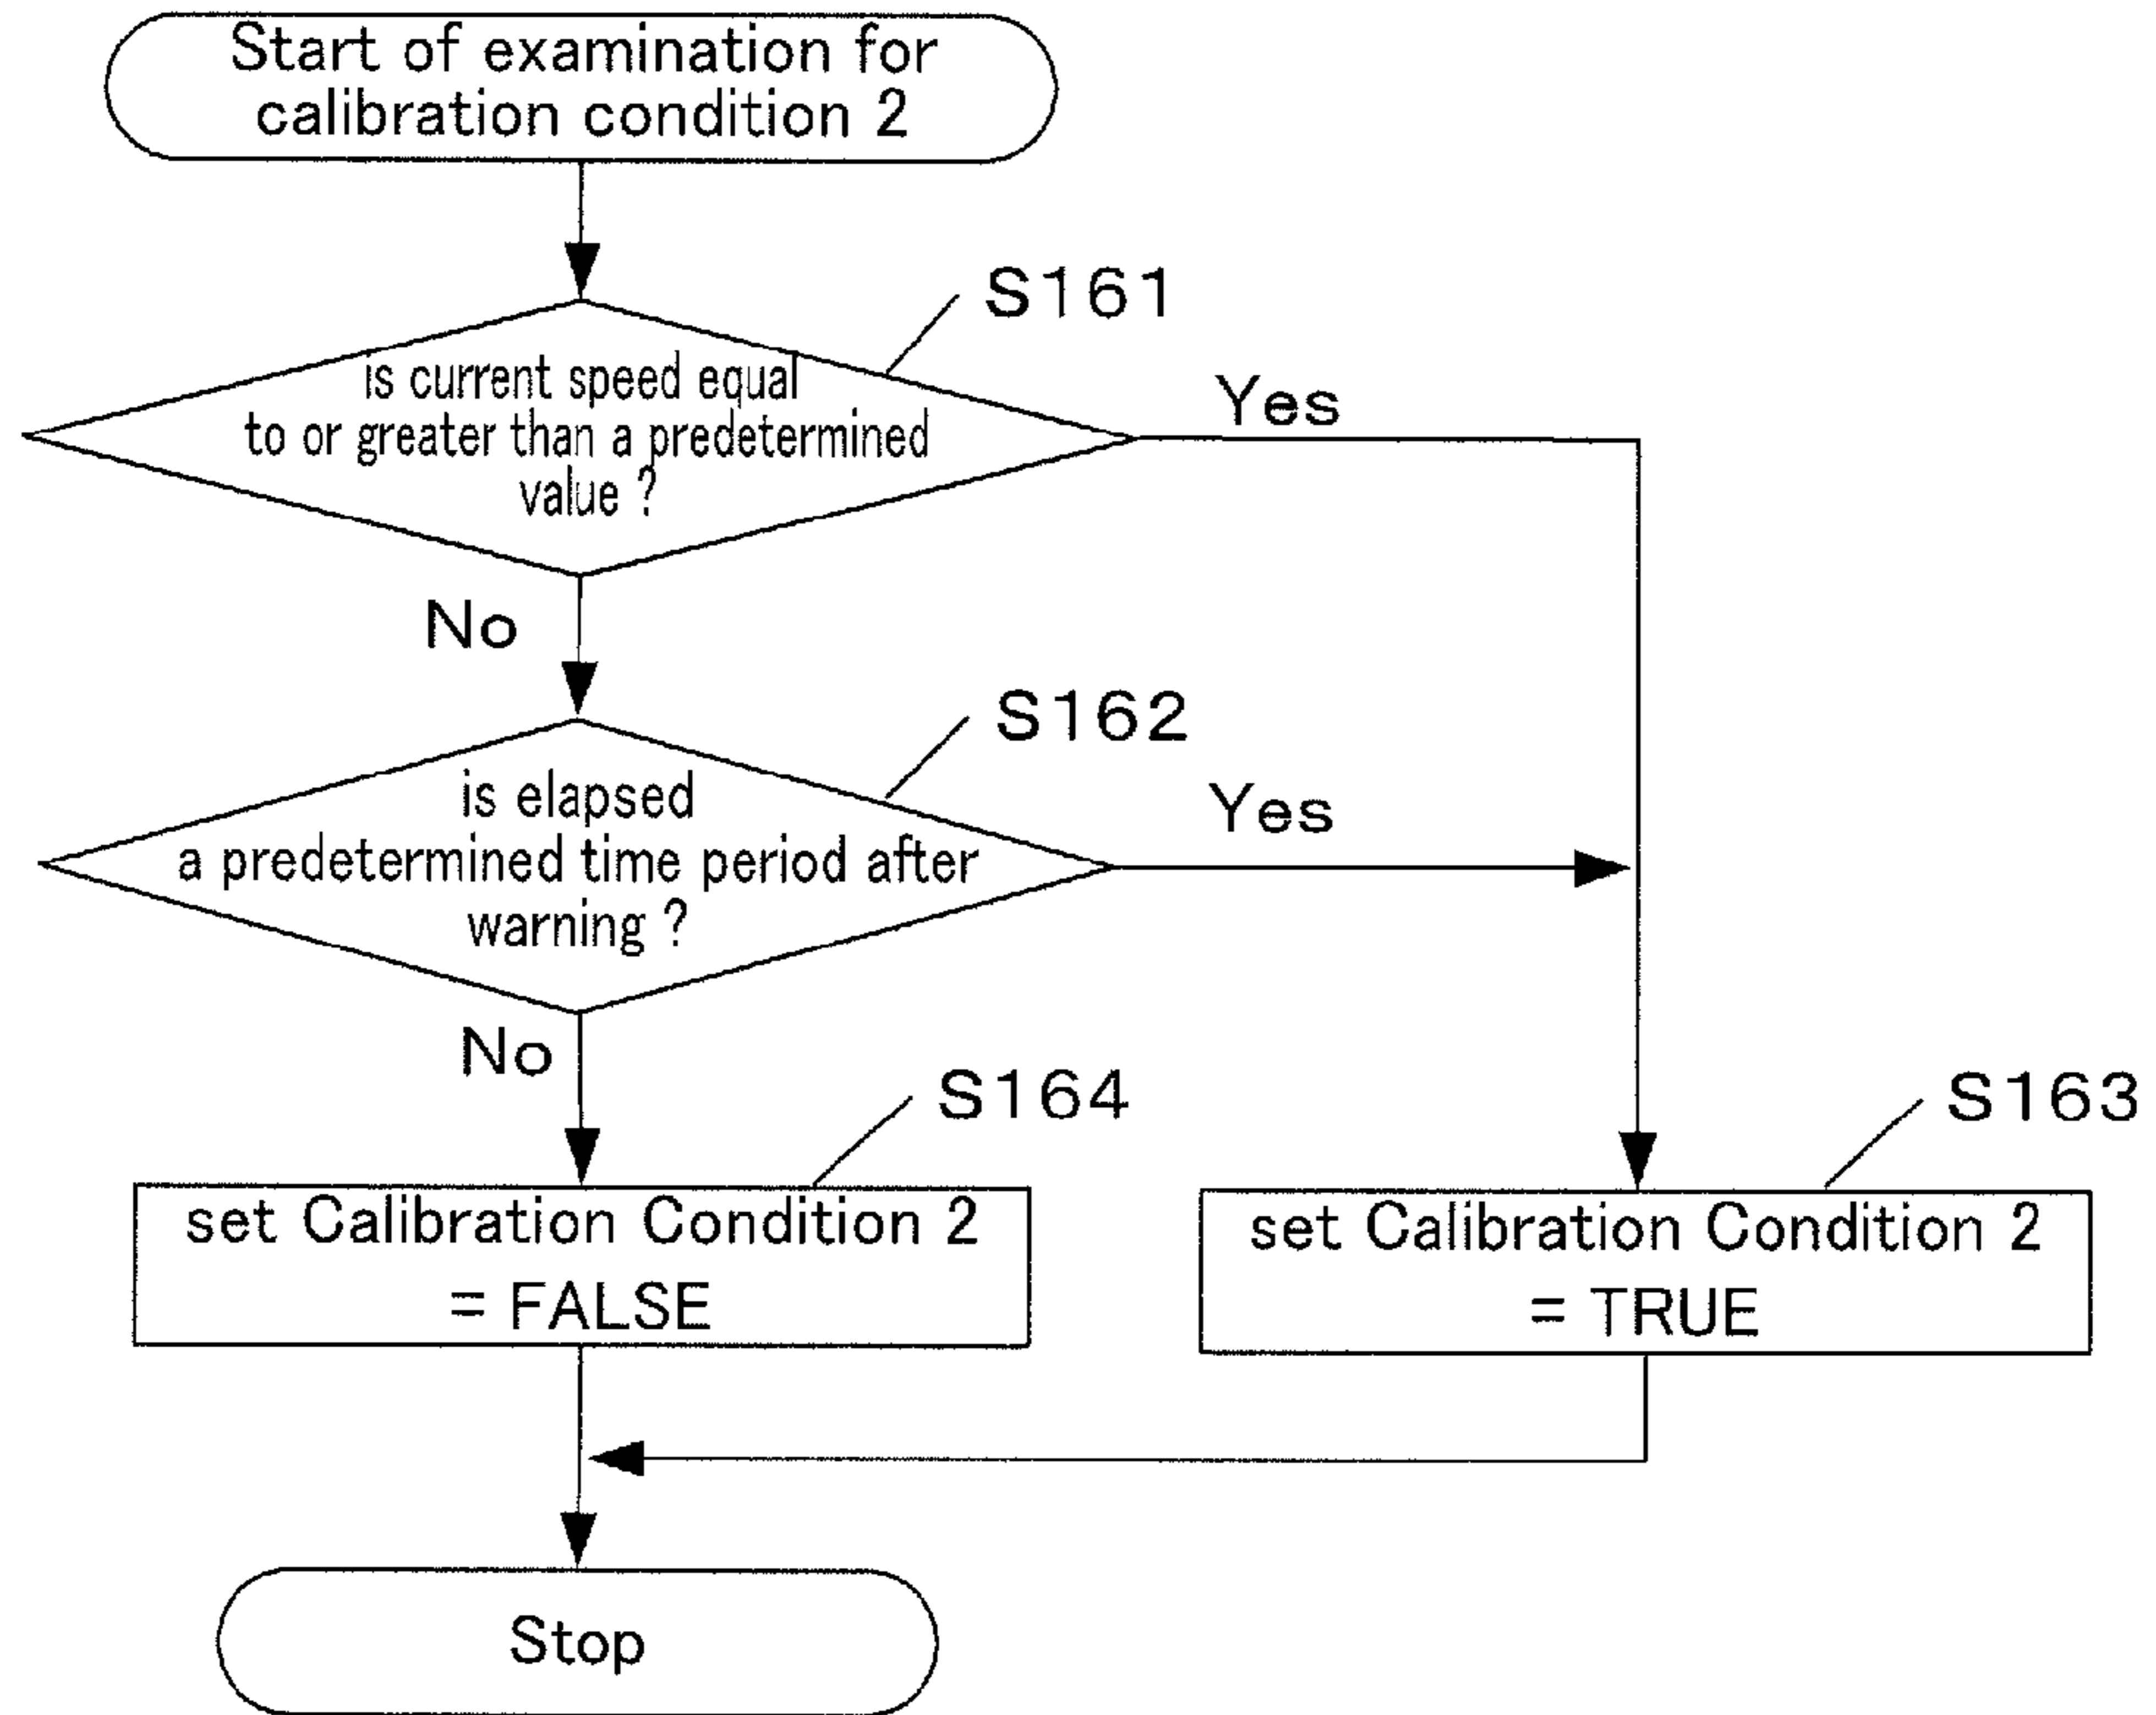 Start of examination for
calibration condition 2
S161
is current speed equal
to or greater than a predetermined
value ?
Yes
No
S162
is elapsed
a predetermined time period after
warning ?
Yes
No
S164
S163
set Calibration Condition 2
= FALSE
set Calibration Condition 2
= TRUE
Stop